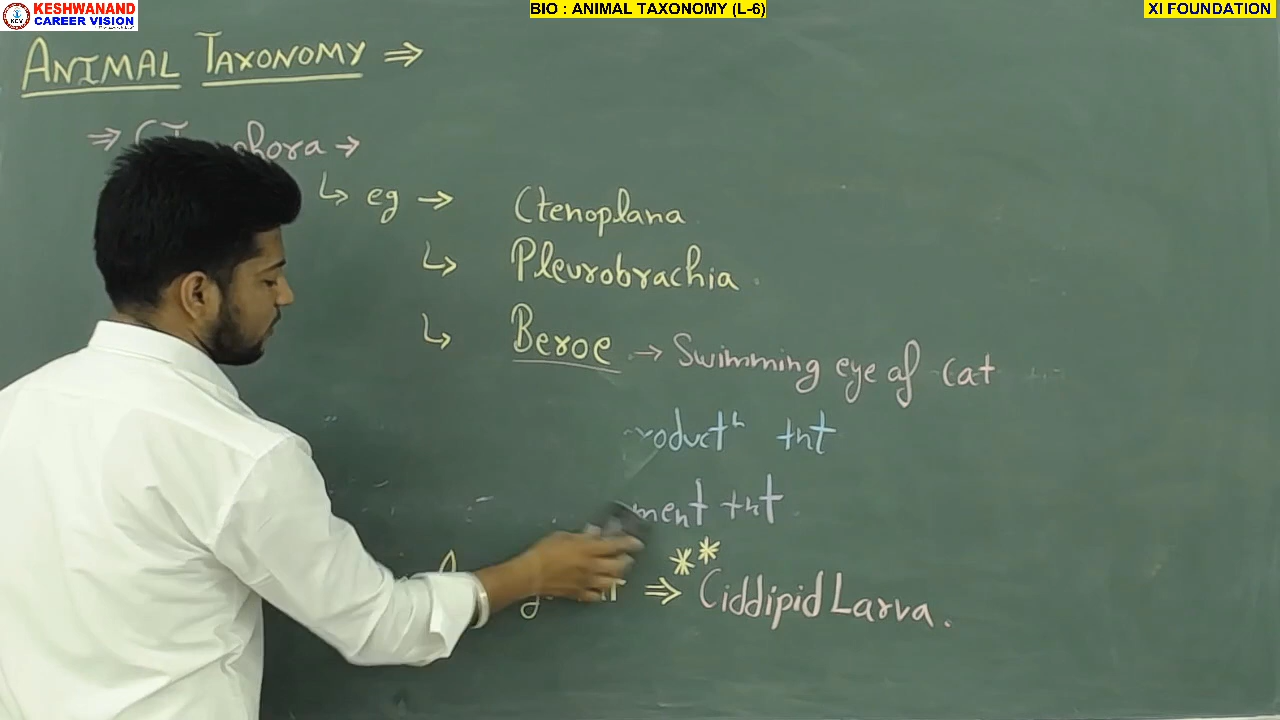 KESHWANAND
CAREER VISION
BIO : ANIMAL TAXONOMY (L-6)
XI FOUNDATION
ANIMAL TAXONOMY ⇒
⇒ phora →
↳ eg → Ctenoplana
↳ Pleurobrachia
↳ Beroe → Swimming eye of cat
roductⁿ tnt
ment tnt
⇒ ** Ciddipid Larva.